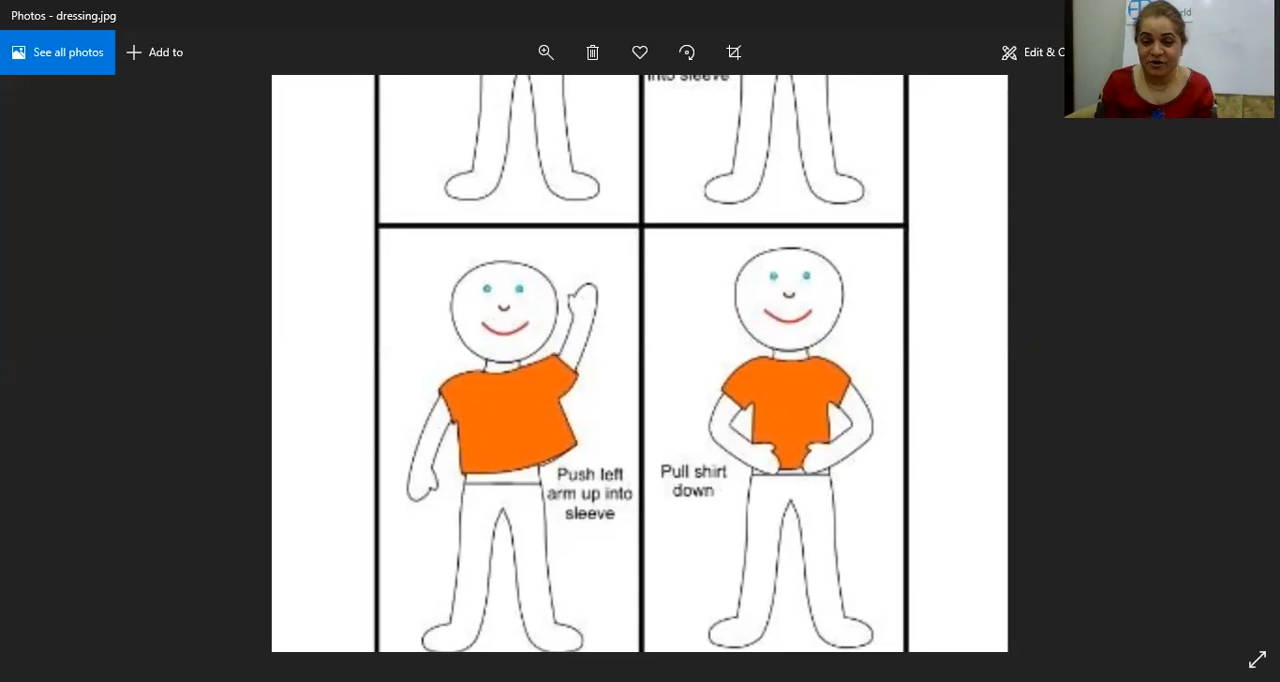 Photos - dressing.jpg
See all photos
Add to
Edit & C
into sleeve
Push left
arm up into
sleeve
Pull shirt
down